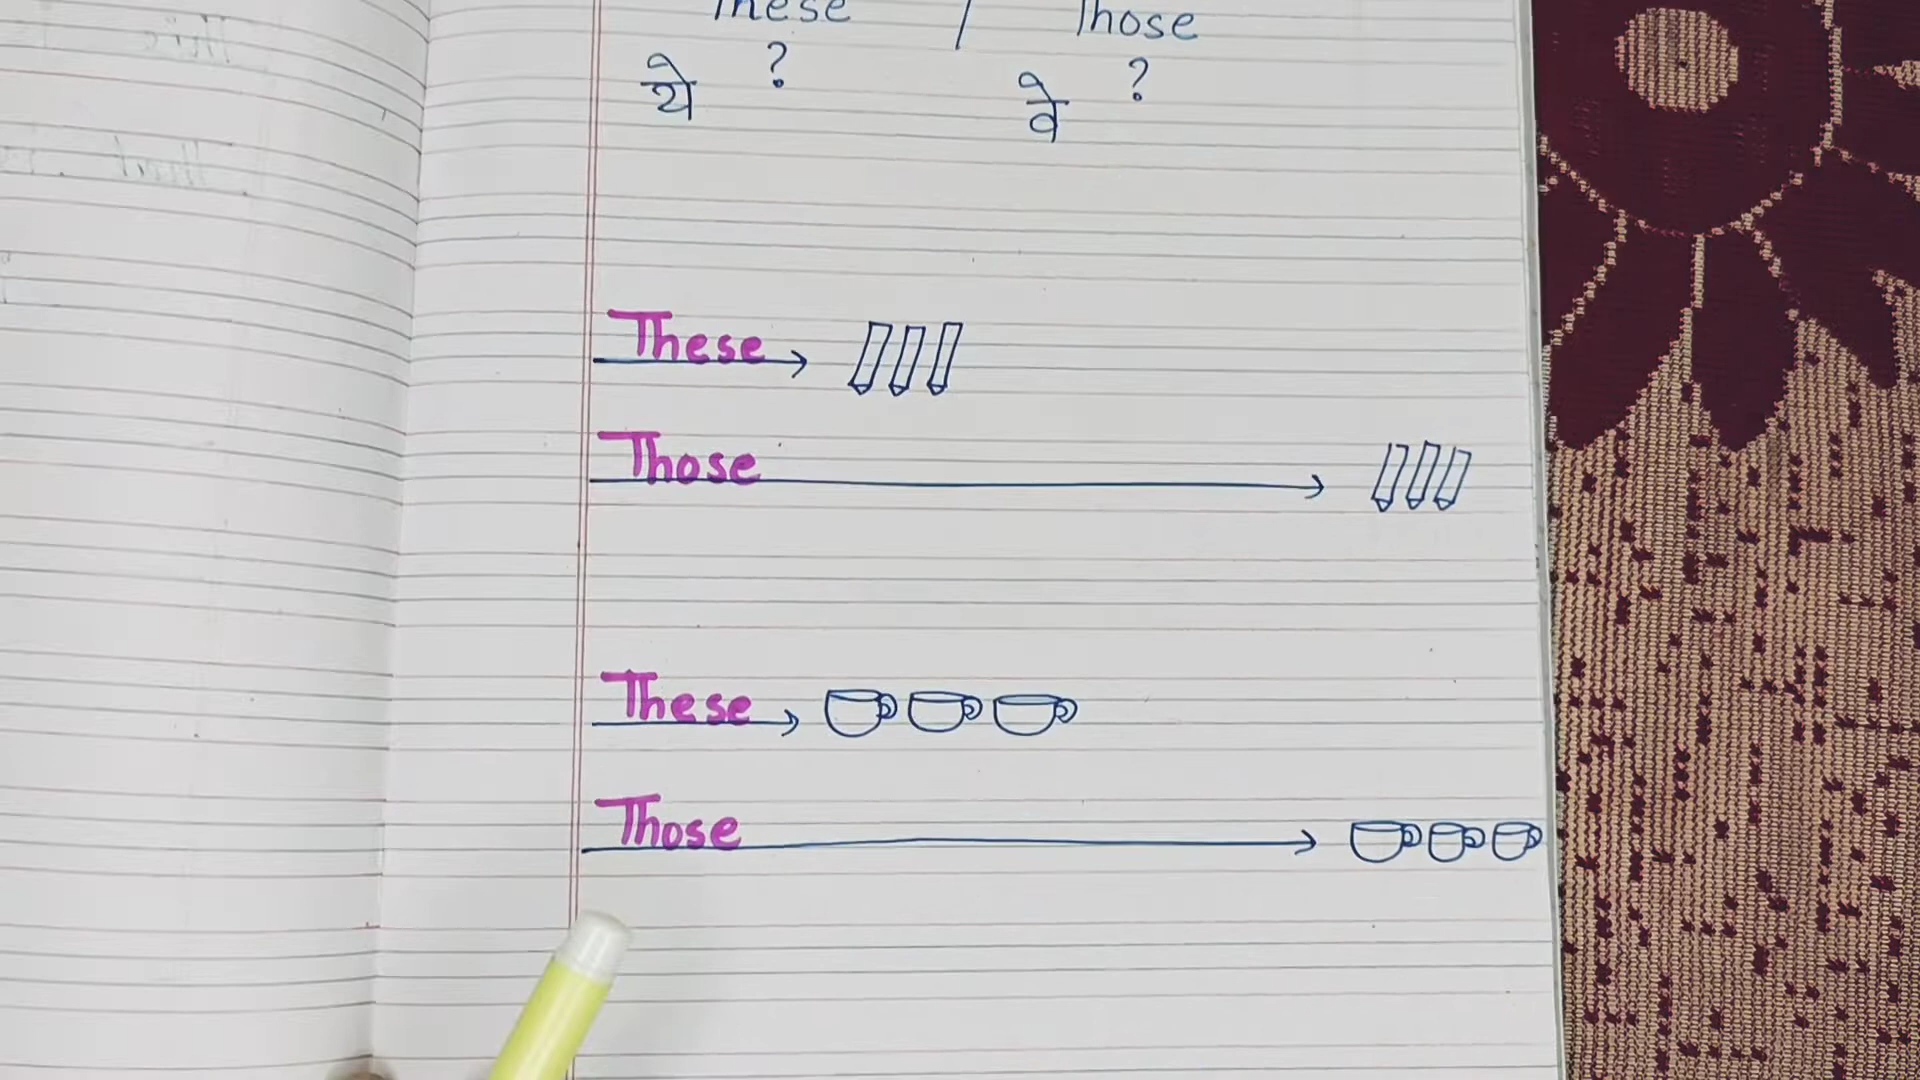 These / Those
ये ? वे ?
These →
Those →
These →
Those →